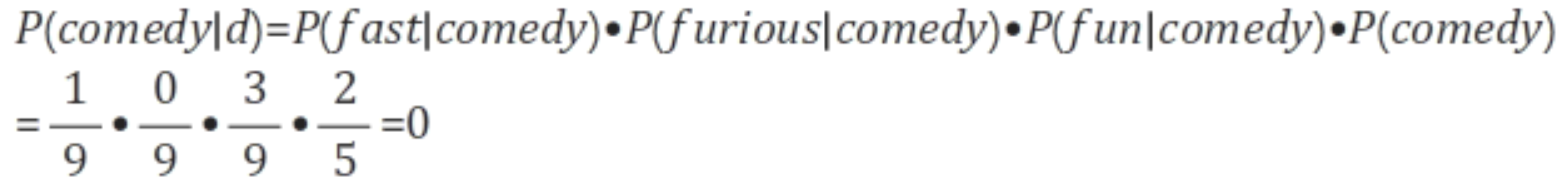 P(comedy|d)=P(fast|comedy)•P(furious|comedy)•P(fun|comedy)•P(comedy)
= 1/9 • 0/9 • 3/9 • 2/5 =0